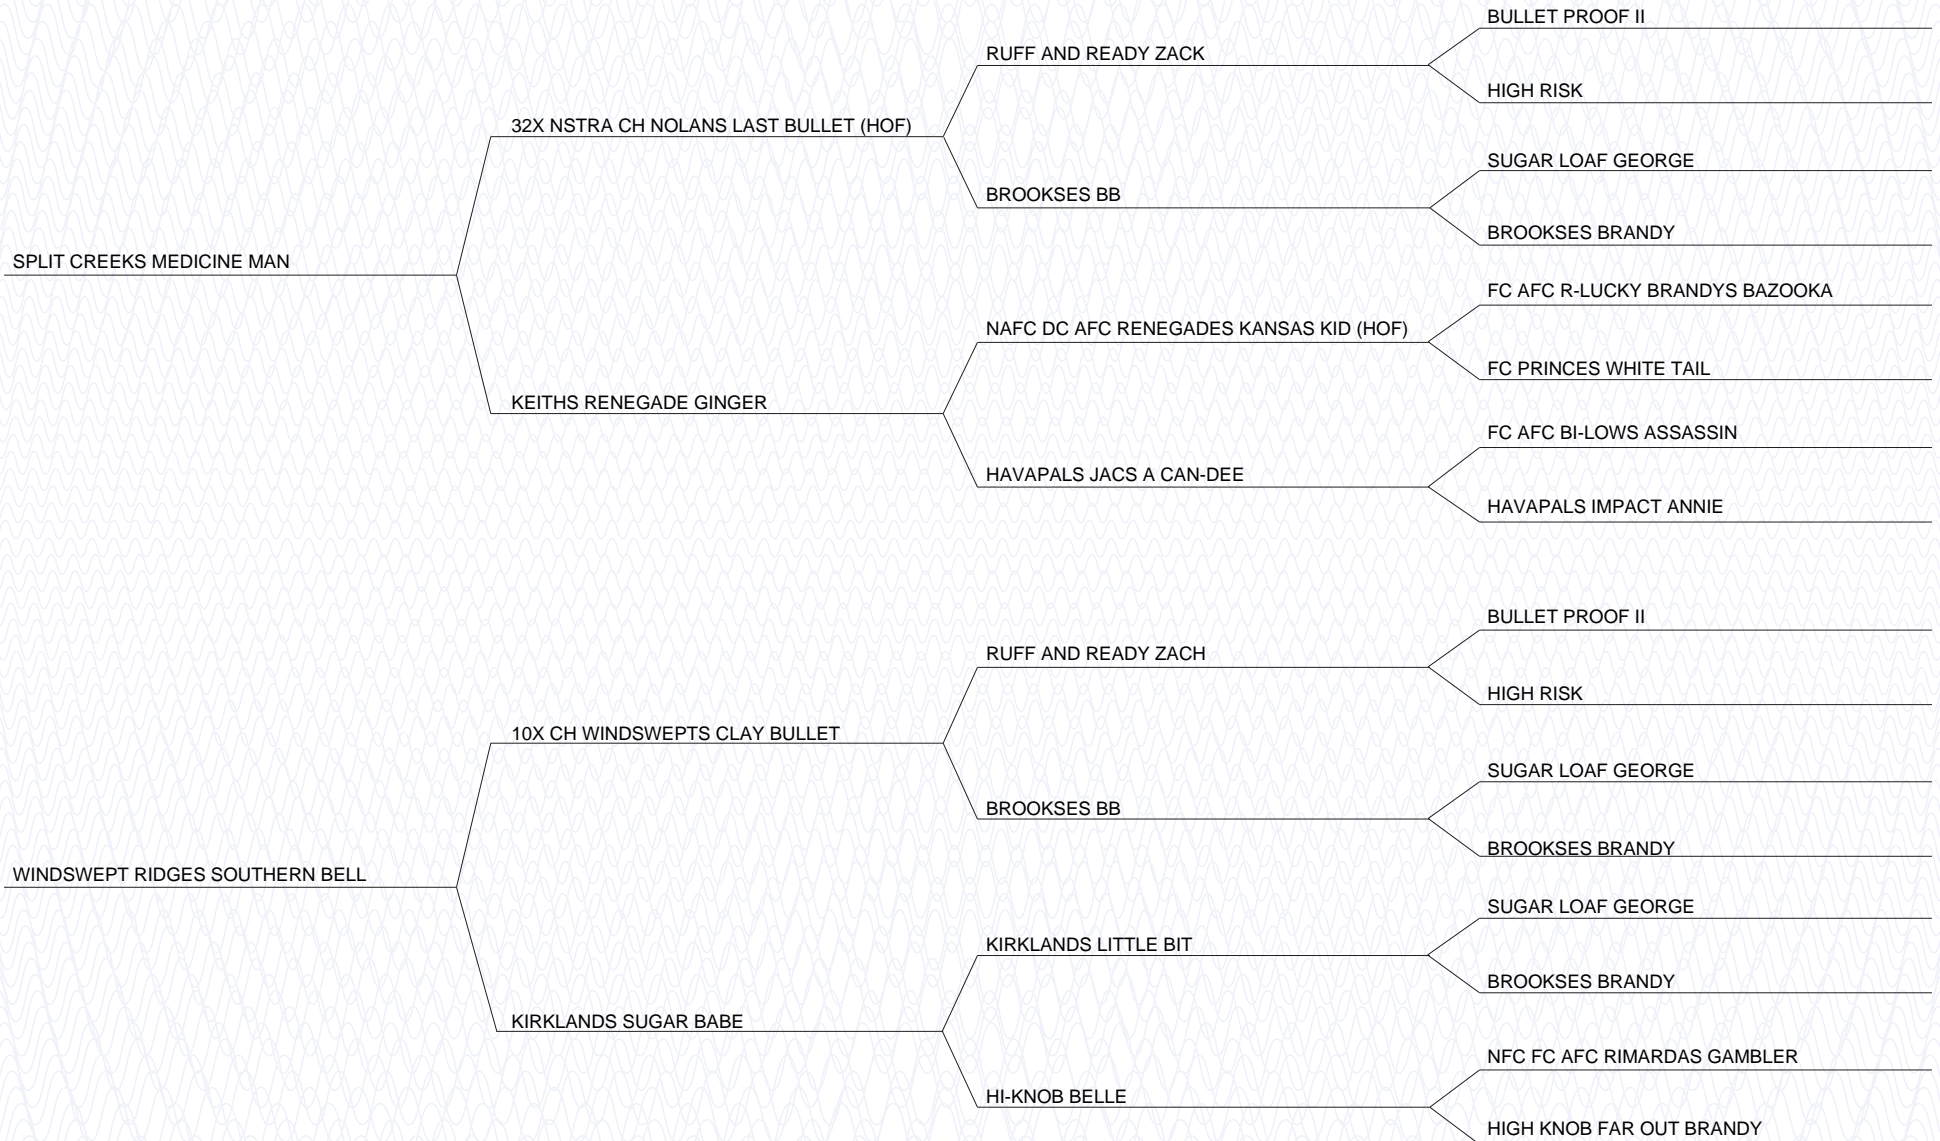 BULLET PROOF II
RUFF AND READY ZACK
HIGH RISK
32X NSTRA CH NOLANS LAST BULLET (HOF)
SUGAR LOAF GEORGE
BROOKSES BB
BROOKSES BRANDY
SPLIT CREEKS MEDICINE MAN
FC AFC R-LUCKY BRANDYS BAZOOKA
NAFC DC AFC RENEGADES KANSAS KID (HOF)
FC PRINCES WHITE TAIL
KEITHS RENEGADE GINGER
FC AFC BI-LOWS ASSASSIN
HAVAPALS JACS A CAN-DEE
HAVAPALS IMPACT ANNIE
BULLET PROOF II
RUFF AND READY ZACH
HIGH RISK
10X CH WINDSWEPTS CLAY BULLET
SUGAR LOAF GEORGE
BROOKSES BB
BROOKSES BRANDY
WINDSWEPT RIDGES SOUTHERN BELL
SUGAR LOAF GEORGE
KIRKLANDS LITTLE BIT
BROOKSES BRANDY
KIRKLANDS SUGAR BABE
NFC FC AFC RIMARDAS GAMBLER
HI-KNOB BELLE
HIGH KNOB FAR OUT BRANDY